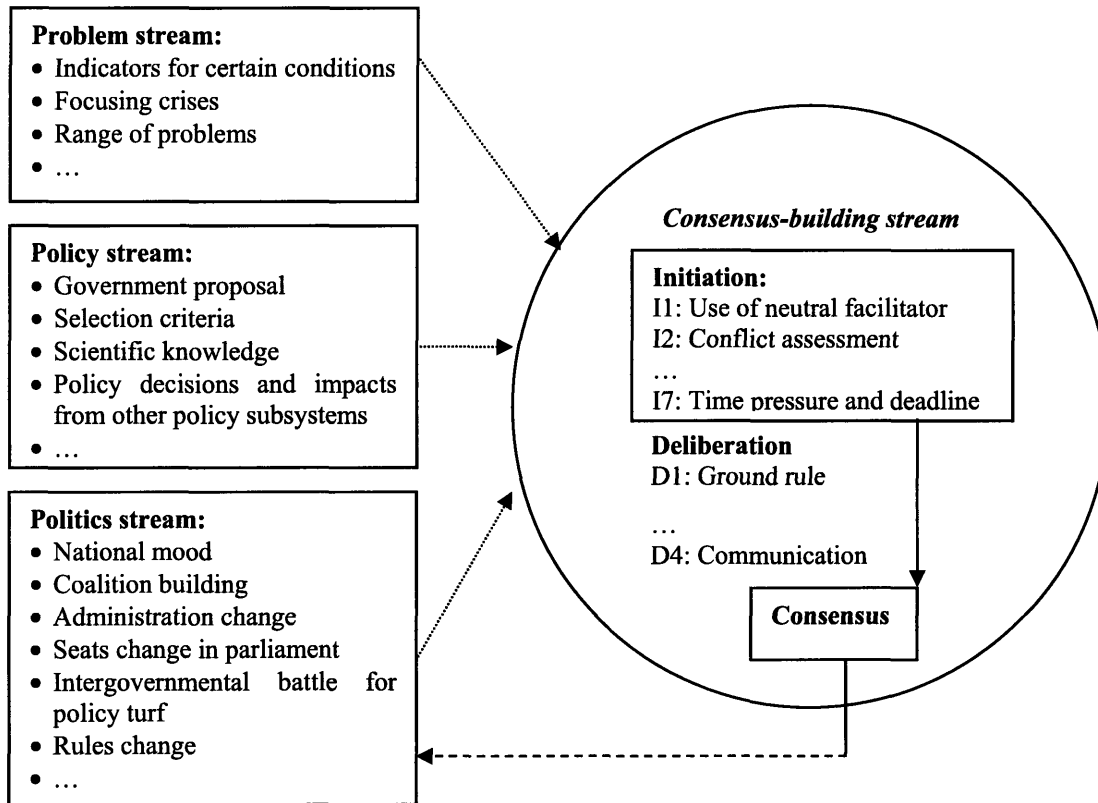 Problem stream:
• Indicators for certain conditions
• Focusing crises
• Range of problems
• …
Policy stream:
• Government proposal
• Selection criteria
• Scientific knowledge
• Policy decisions and impacts
from other policy subsystems
• …
Politics stream:
• National mood
• Coalition building
• Administration change
• Seats change in parliament
• Intergovernmental battle for
policy turf
• Rules change
• …
Consensus-building stream
Initiation:
I1: Use of neutral facilitator
I2: Conflict assessment
…
I7: Time pressure and deadline
Deliberation
D1: Ground rule
…
D4: Communication
Consensus